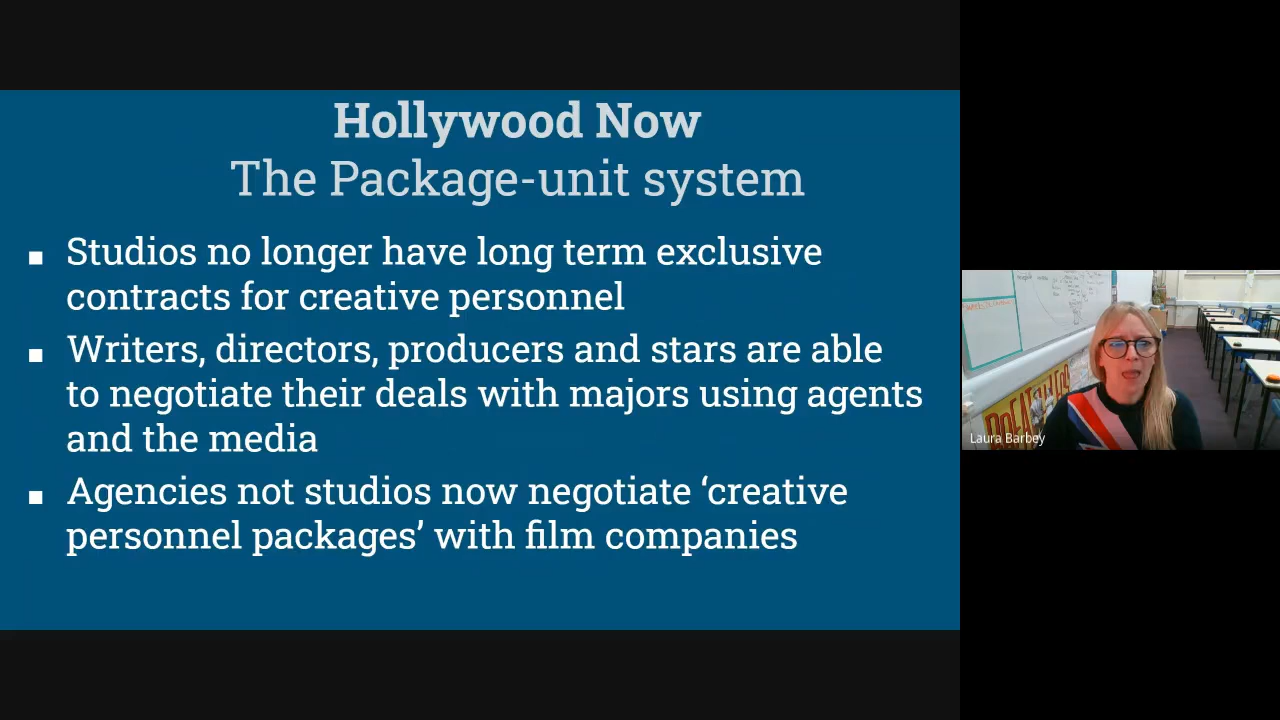 Hollywood Now
The Package-unit system
▪ Studios no longer have long term exclusive
contracts for creative personnel
▪ Writers, directors, producers and stars are able
to negotiate their deals with majors using agents
and the media
▪ Agencies not studios now negotiate ‘creative
personnel packages’ with film companies
Laura Barbey